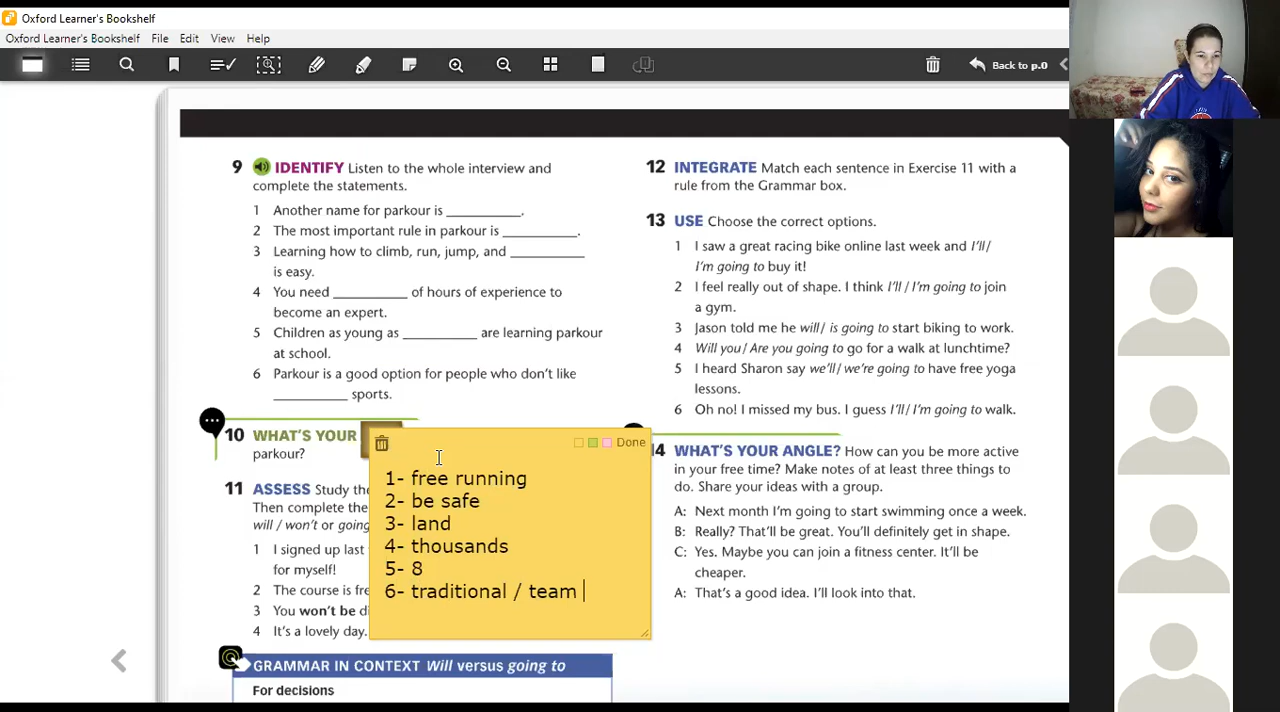 Oxford Learner's Bookshelf
Oxford Learner's Bookshelf File Edit View Help
Back to p.0
9 IDENTIFY Listen to the whole interview and
complete the statements.
1 Another name for parkour is __________.
2 The most important rule in parkour is __________.
3 Learning how to climb, run, jump, and __________
is easy.
4 You need __________ of hours of experience to
become an expert.
5 Children as young as __________ are learning parkour
at school.
6 Parkour is a good option for people who don't like
__________ sports.
10 WHAT'S YOUR
parkour?
11 ASSESS Study the
Then complete the
will / won't or going
1 I signed up last
for myself!
2 The course is fre
3 You won't be di
4 It's a lovely day.
Done
1- free running
2- be safe
3- land
4- thousands
5- 8
6- traditional / team
GRAMMAR IN CONTEXT Will versus going to
For decisions
12 INTEGRATE Match each sentence in Exercise 11 with a
rule from the Grammar box.
13 USE Choose the correct options.
1 I saw a great racing bike online last week and I'll /
I'm going to buy it!
2 I feel really out of shape. I think I'll / I'm going to join
a gym.
3 Jason told me he will / is going to start biking to work.
4 Will you / Are you going to go for a walk at lunchtime?
5 I heard Sharon say we'll / we're going to have free yoga
lessons.
6 Oh no! I missed my bus. I guess I'll / I'm going to walk.
14 WHAT'S YOUR ANGLE? How can you be more active
in your free time? Make notes of at least three things to
do. Share your ideas with a group.
A: Next month I'm going to start swimming once a week.
B: Really? That'll be great. You'll definitely get in shape.
C: Yes. Maybe you can join a fitness center. It'll be
cheaper.
A: That's a good idea. I'll look into that.